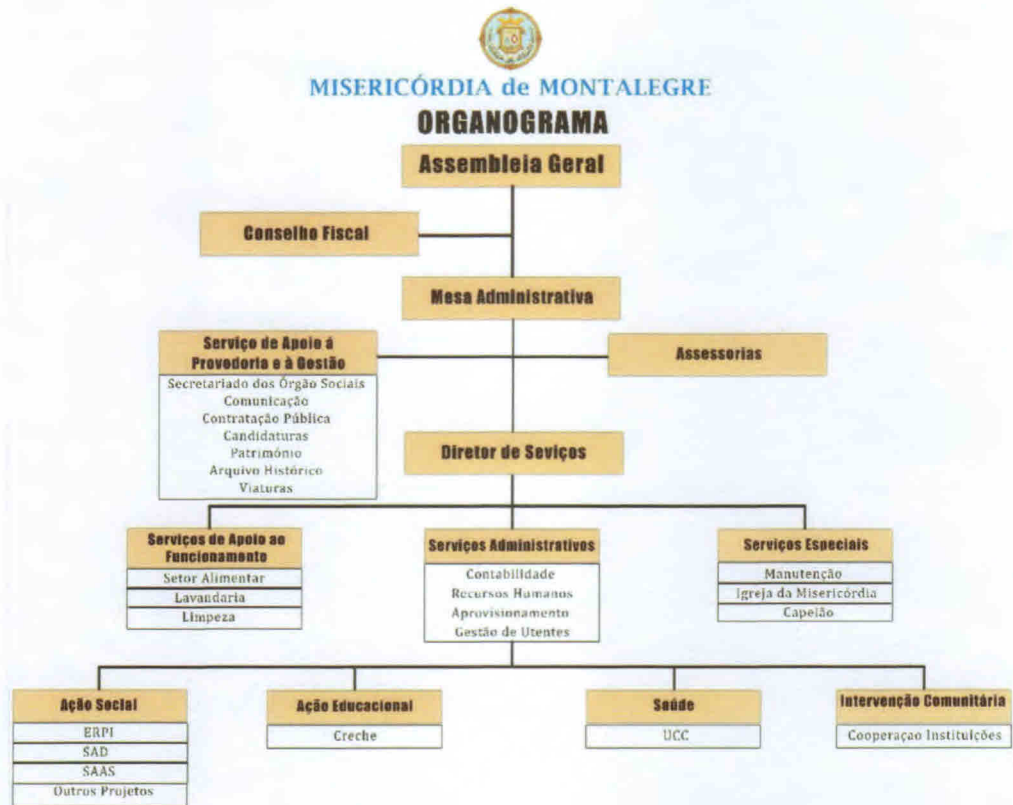 MISERICÓRDIA de MONTALEGRE
ORGANOGRAMA
Assembleia Geral
Conselho Fiscal
Mesa Administrativa
Serviço de Apoio á
Provedoria e à Gestão
Secretariado dos Órgão Sociais
Comunicação
Contratação Pública
Candidaturas
Património
Arquivo Histórico
Viaturas
Assessorias
Diretor de Seviços
Serviços de Apoio ao
Funcionamento
Setor Alimentar
Lavandaria
Limpeza
Serviços Administrativos
Contabilidade
Recursos Humanos
Aprovisionamento
Gestão de Utentes
Serviços Especiais
Manutenção
Igreja da Misericórdia
Capelão
Ação Social
ERPI
SAD
SAAS
Outros Projetos
Ação Educacional
Creche
Saúde
UCC
Intervenção Comunitária
Cooperaçao Instituições